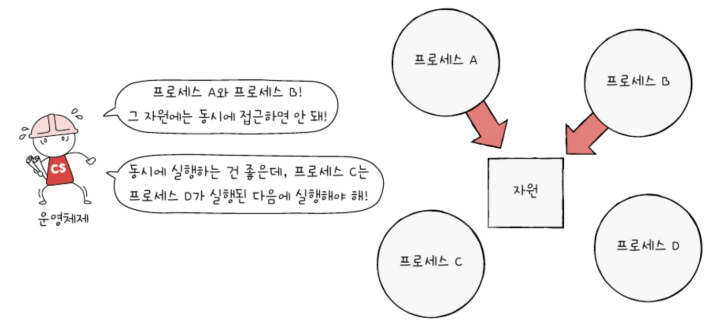 프로세스 A와 프로세스 B!
그 자원에는 동시에 접근하면 안 돼!
동시에 실행하는 건 좋은데, 프로세스 C는
프로세스 D가 실행된 다음에 실행해야 해!
CS
운영체제
프로세스 A
프로세스 B
자원
프로세스 C
프로세스 D